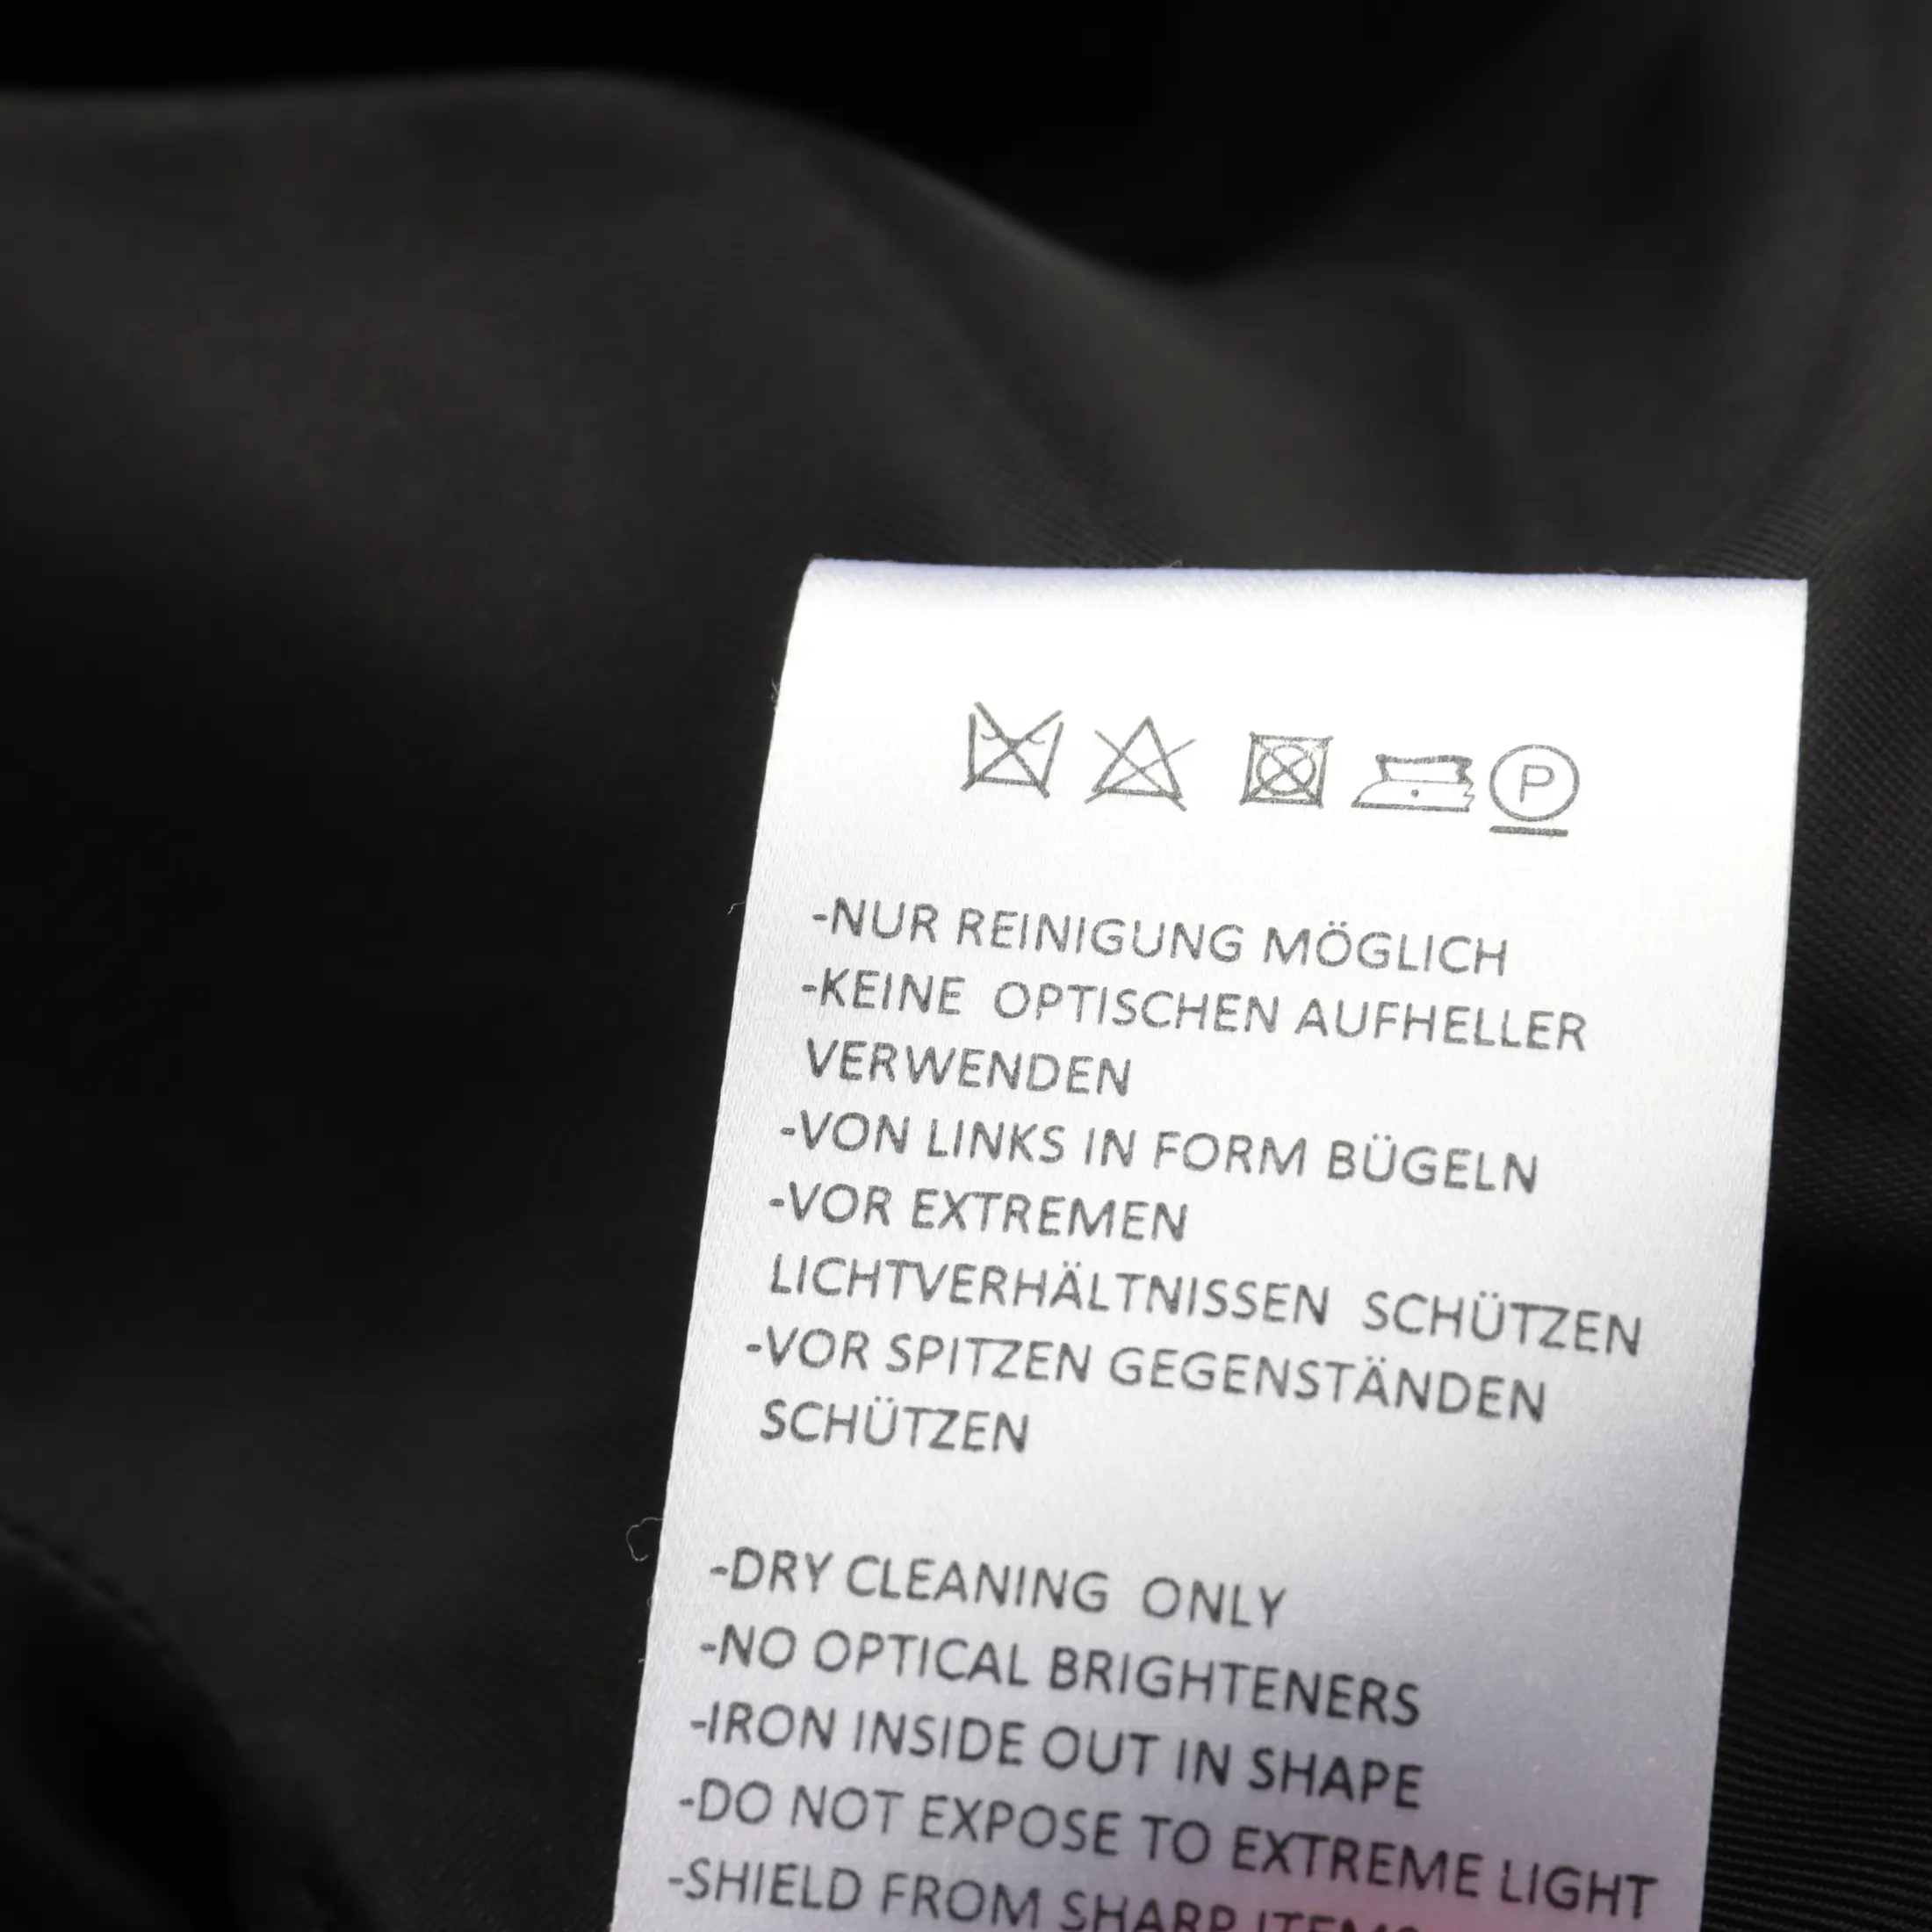 P
-NUR REINIGUNG MÖGLICH
-KEINE OPTISCHEN AUFHELLER
VERWENDEN
-VON LINKS IN FORM BÜGELN
-VOR EXTREMEN
LICHTVERHÄLTNISSEN SCHÜTZEN
-VOR SPITZEN GEGENSTÄNDEN
SCHÜTZEN
-DRY CLEANING ONLY
-NO OPTICAL BRIGHTENERS
-IRON INSIDE OUT IN SHAPE
-DO NOT EXPOSE TO EXTREME LIGHT
-SHIELD FROM SHARP ITEMS